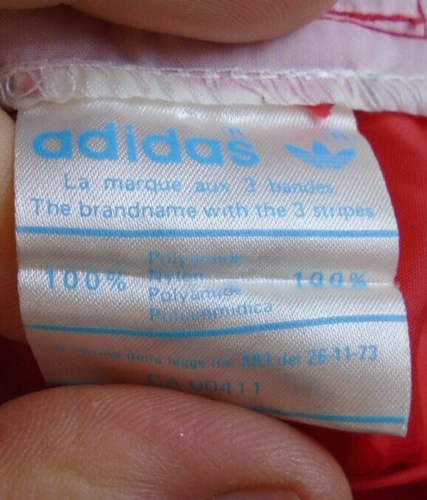 adidas
La marque aux 3 bandes
The brandname with the 3 stripes
100% Polyamide 100%
Nylon
Polyamide
Poliammidica
della legge nr. 883 del 26-11-73
CA 00411